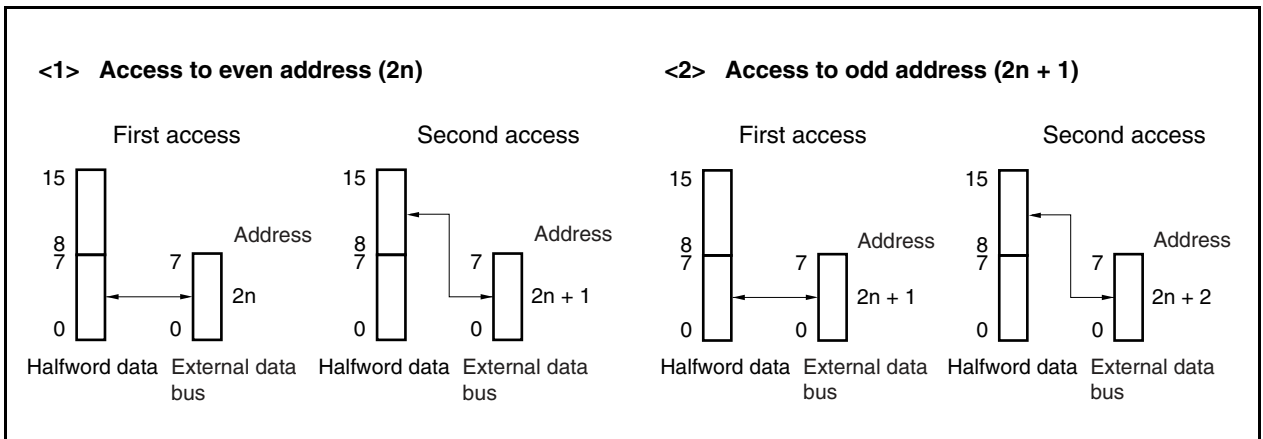 <1> Access to even address (2n)
First access
15
8
7
0
7
0
Address
2n
Halfword data
External data
bus
Second access
15
8
7
0
7
0
Address
2n + 1
Halfword data
External data
bus
<2> Access to odd address (2n + 1)
First access
15
8
7
0
7
0
Address
2n + 1
Halfword data
External data
bus
Second access
15
8
7
0
7
0
Address
2n + 2
Halfword data
External data
bus